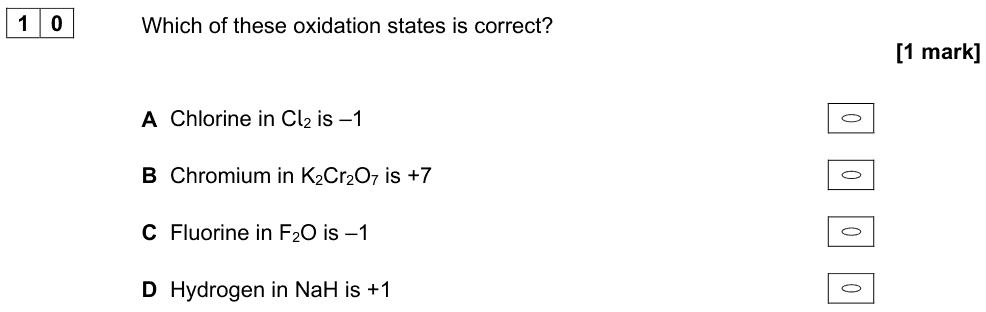 1 0 Which of these oxidation states is correct?
[1 mark]
A Chlorine in Cl₂ is –1
B Chromium in K₂Cr₂O₇ is +7
C Fluorine in F₂O is –1
D Hydrogen in NaH is +1